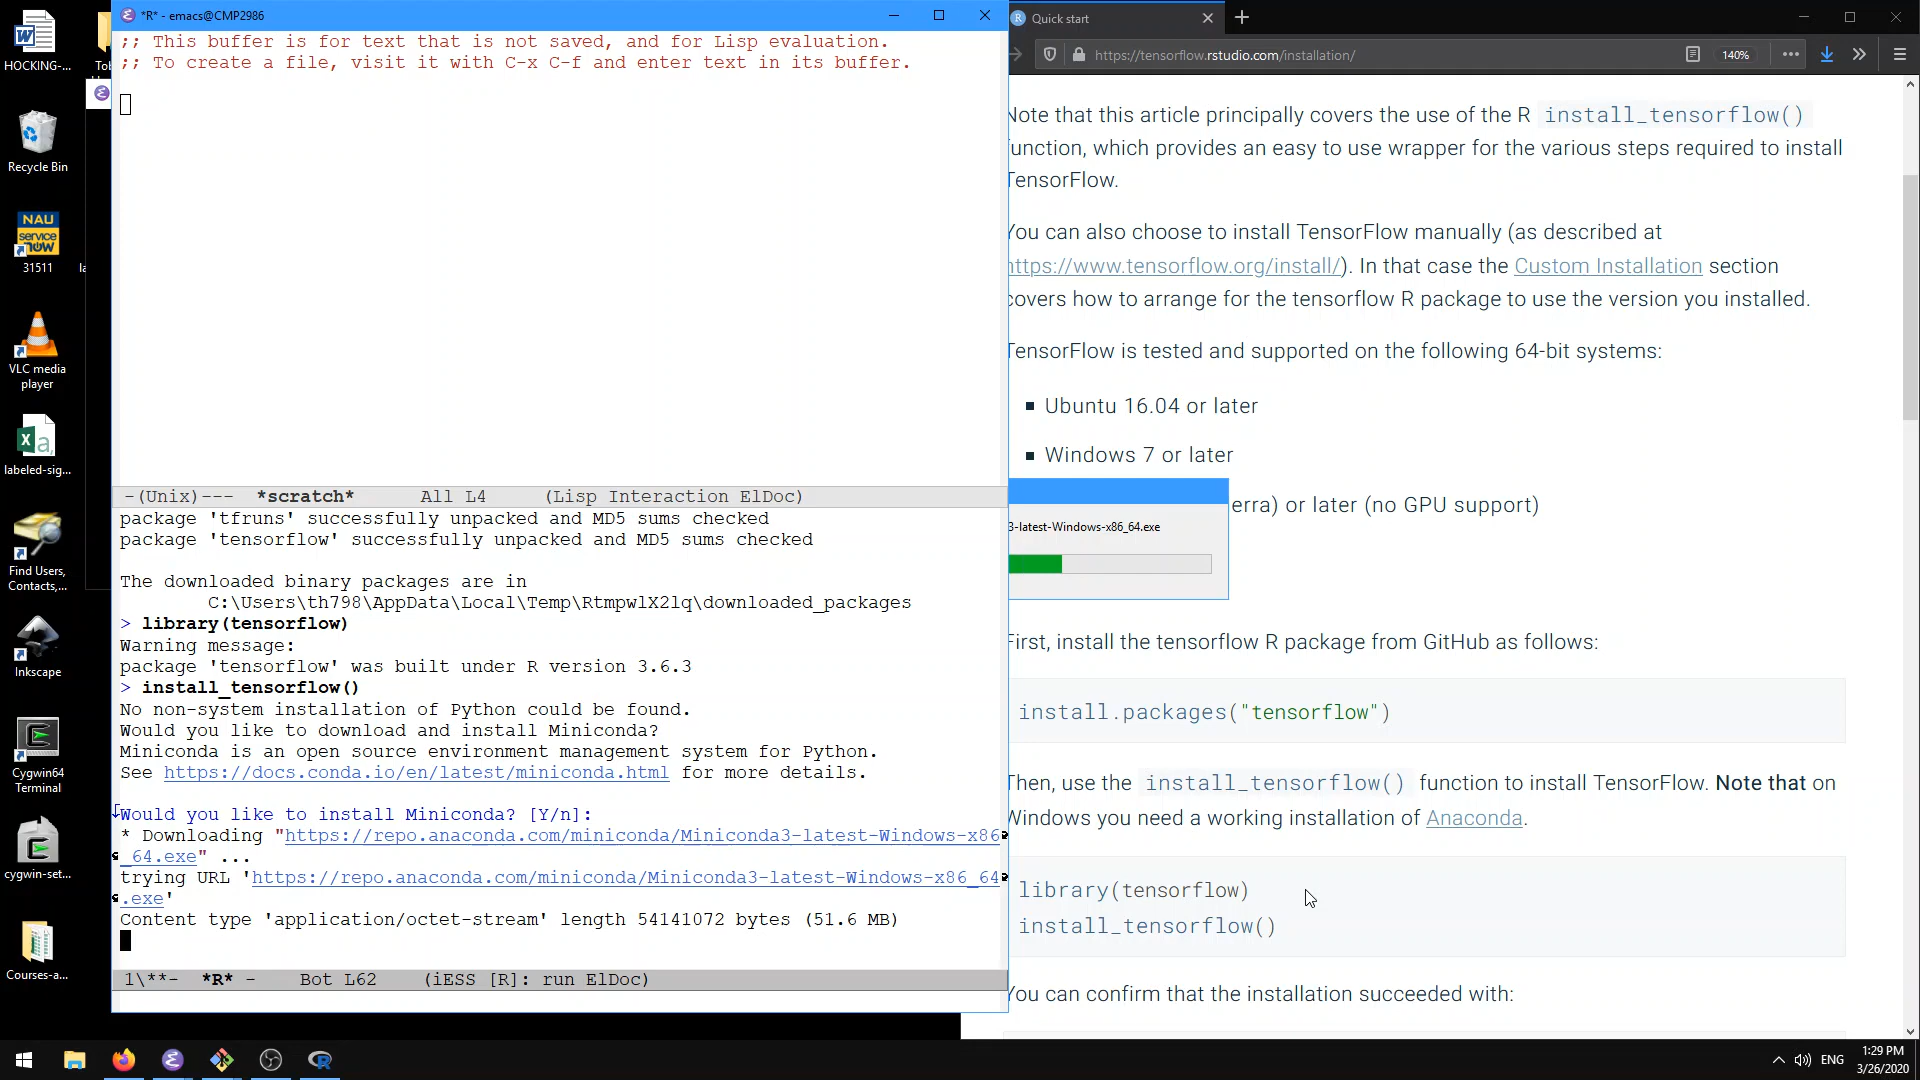 HOCKING-...
Recycle Bin
NAU
service
now
31511
VLC media
player
labeled-sig...
Find Users,
Contacts,...
Inkscape
Cygwin64
Terminal
cygwin-set...
Courses-a...
*R* - emacs@CMP2986
;; This buffer is for text that is not saved, and for Lisp evaluation.
;; To create a file, visit it with C-x C-f and enter text in its buffer.
-(Unix)--- *scratch* All L4 (Lisp Interaction ElDoc)
package 'tfruns' successfully unpacked and MD5 sums checked
package 'tensorflow' successfully unpacked and MD5 sums checked
The downloaded binary packages are in
C:\Users\th798\AppData\Local\Temp\RtmpwlX2lq\downloaded_packages
> library(tensorflow)
Warning message:
package 'tensorflow' was built under R version 3.6.3
> install_tensorflow()
No non-system installation of Python could be found.
Would you like to download and install Miniconda?
Miniconda is an open source environment management system for Python.
See https://docs.conda.io/en/latest/miniconda.html for more details.
Would you like to install Miniconda? [Y/n]:
* Downloading "https://repo.anaconda.com/miniconda/Miniconda3-latest-Windows-x86
_64.exe" ...
trying URL 'https://repo.anaconda.com/miniconda/Miniconda3-latest-Windows-x86_64
.exe'
Content type 'application/octet-stream' length 54141072 bytes (51.6 MB)
1\**- *R* - Bot L62 (iESS [R]: run ElDoc)
Quick start
https://tensorflow.rstudio.com/installation/
140%
Note that this article principally covers the use of the R install_tensorflow()
function, which provides an easy to use wrapper for the various steps required to install
TensorFlow.
You can also choose to install TensorFlow manually (as described at
https://www.tensorflow.org/install/). In that case the Custom Installation section
covers how to arrange for the tensorflow R package to use the version you installed.
TensorFlow is tested and supported on the following 64-bit systems:
Ubuntu 16.04 or later
Windows 7 or later
erra) or later (no GPU support)
3-latest-Windows-x86_64.exe
First, install the tensorflow R package from GitHub as follows:
install.packages("tensorflow")
Then, use the install_tensorflow() function to install TensorFlow. Note that on
Windows you need a working installation of Anaconda.
library(tensorflow)
install_tensorflow()
You can confirm that the installation succeeded with:
ENG
1:29 PM
3/26/2020